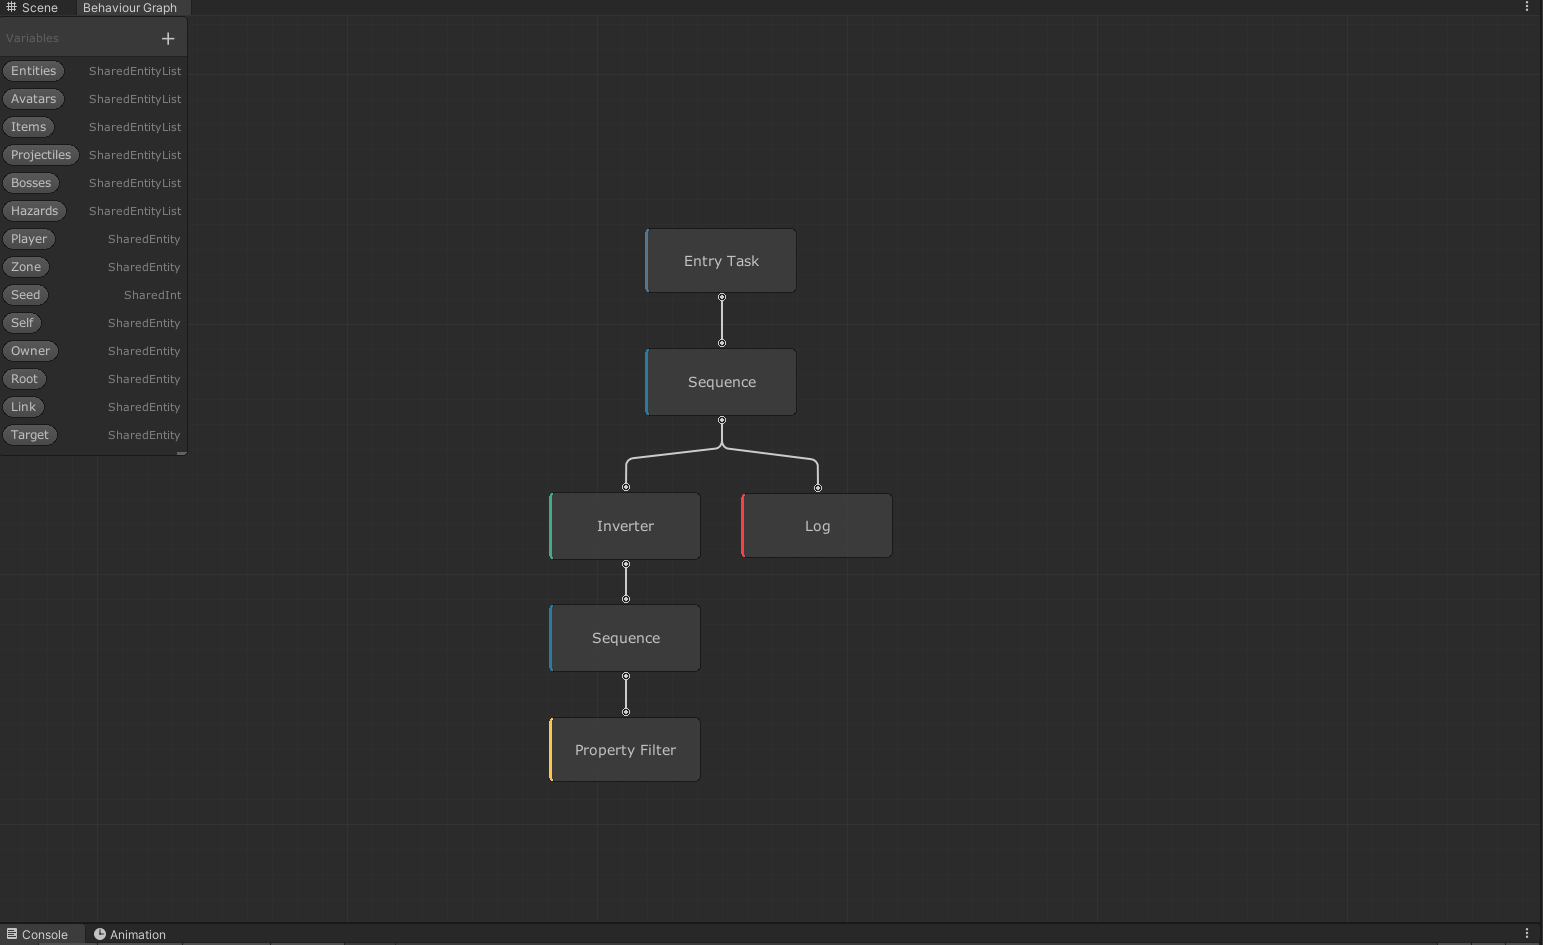 Scene Behaviour Graph
Variables
Entities SharedEntityList
Avatars SharedEntityList
Items SharedEntityList
Projectiles SharedEntityList
Bosses SharedEntityList
Hazards SharedEntityList
Player SharedEntity
Zone SharedEntity
Seed SharedInt
Self SharedEntity
Owner SharedEntity
Root SharedEntity
Link SharedEntity
Target SharedEntity
Entry Task
Sequence
Inverter
Log
Sequence
Property Filter
Console Animation